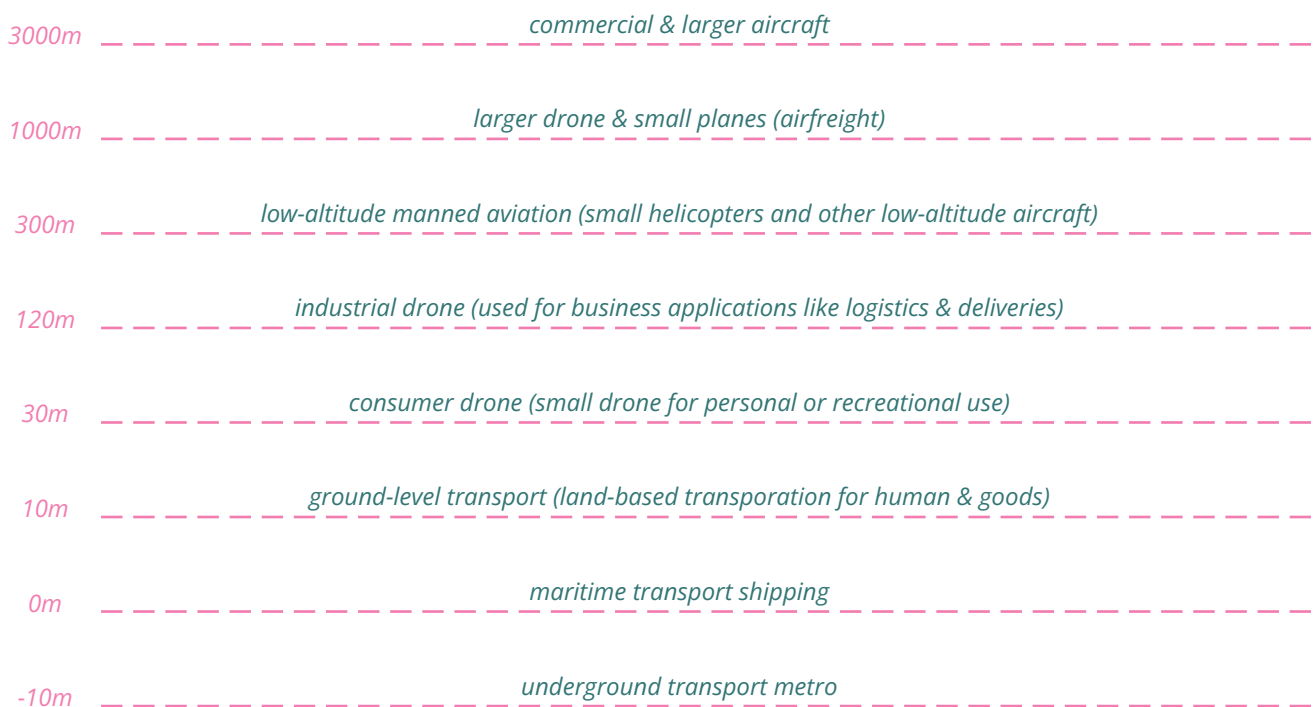 commercial & larger aircraft
3000m
larger drone & small planes (airfreight)
1000m
low-altitude manned aviation (small helicopters and other low-altitude aircraft)
300m
industrial drone (used for business applications like logistics & deliveries)
120m
consumer drone (small drone for personal or recreational use)
30m
ground-level transport (land-based transporation for human & goods)
10m
maritime transport shipping
0m
underground transport metro
-10m